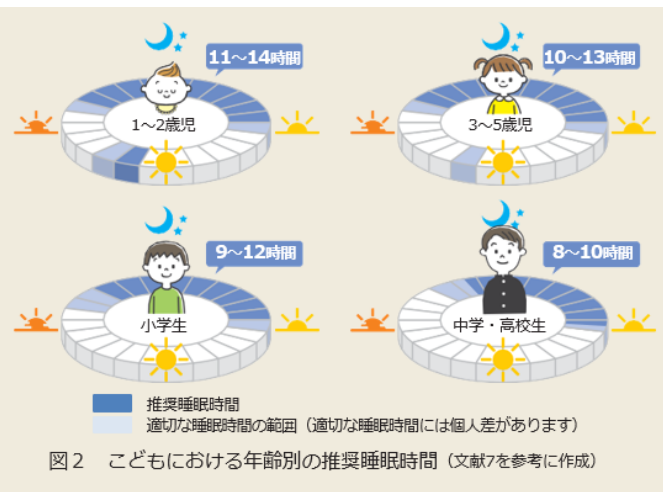 11～14時間
1～2歳児
10～13時間
3～5歳児
9～12時間
小学生
8～10時間
中学・高校生
推奨睡眠時間
適切な睡眠時間の範囲（適切な睡眠時間には個人差があります）
図２　こどもにおける年齢別の推奨睡眠時間（文献7を参考に作成）